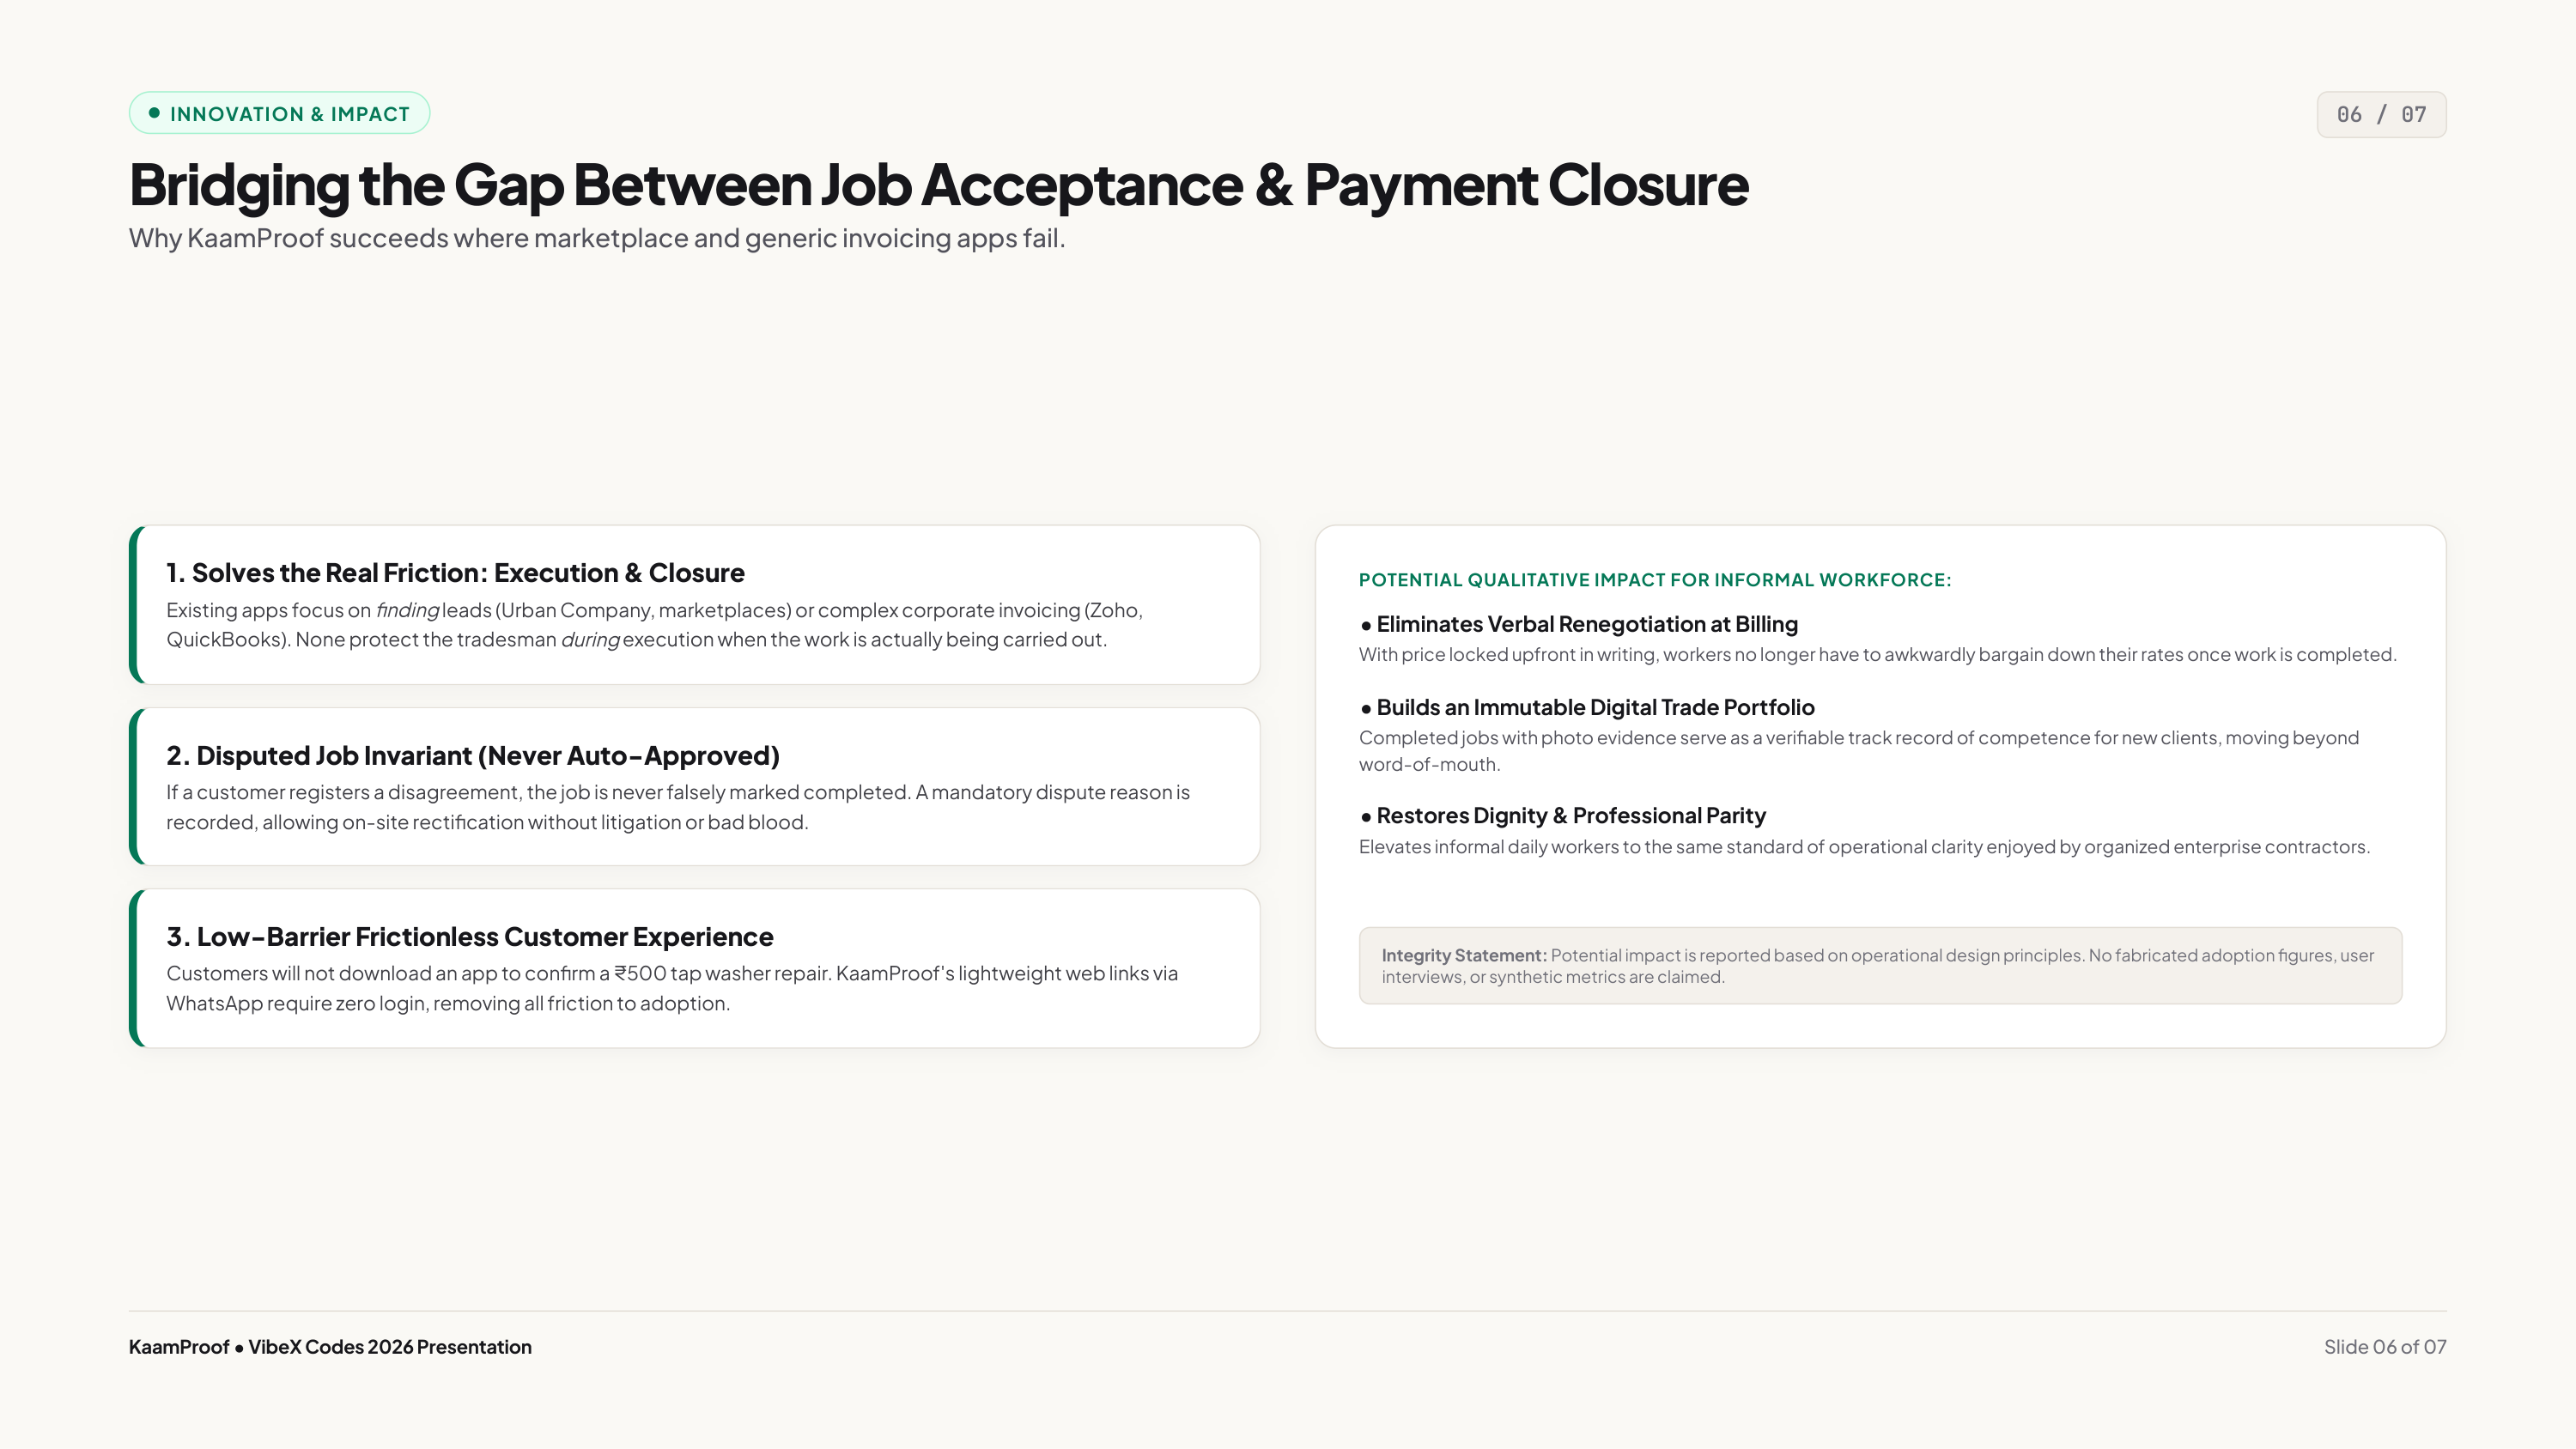 INNOVATION & IMPACT
06 / 07
Bridging the Gap Between Job Acceptance & Payment Closure
Why KaamProof succeeds where marketplace and generic invoicing apps fail.
1. Solves the Real Friction: Execution & Closure
Existing apps focus on finding leads (Urban Company, marketplaces) or complex corporate invoicing (Zoho,
QuickBooks). None protect the tradesman during execution when the work is actually being carried out.
2. Disputed Job Invariant (Never Auto-Approved)
If a customer registers a disagreement, the job is never falsely marked completed. A mandatory dispute reason is
recorded, allowing on-site rectification without litigation or bad blood.
3. Low-Barrier Frictionless Customer Experience
Customers will not download an app to confirm a ₹500 tap washer repair. KaamProof's lightweight web links via
WhatsApp require zero login, removing all friction to adoption.
POTENTIAL QUALITATIVE IMPACT FOR INFORMAL WORKFORCE:
● Eliminates Verbal Renegotiation at Billing
With price locked upfront in writing, workers no longer have to awkwardly bargain down their rates once work is completed.
● Builds an Immutable Digital Trade Portfolio
Completed jobs with photo evidence serve as a verifiable track record of competence for new clients, moving beyond
word-of-mouth.
● Restores Dignity & Professional Parity
Elevates informal daily workers to the same standard of operational clarity enjoyed by organized enterprise contractors.
Integrity Statement: Potential impact is reported based on operational design principles. No fabricated adoption figures, user
interviews, or synthetic metrics are claimed.
KaamProof ● VibeX Codes 2026 Presentation
Slide 06 of 07